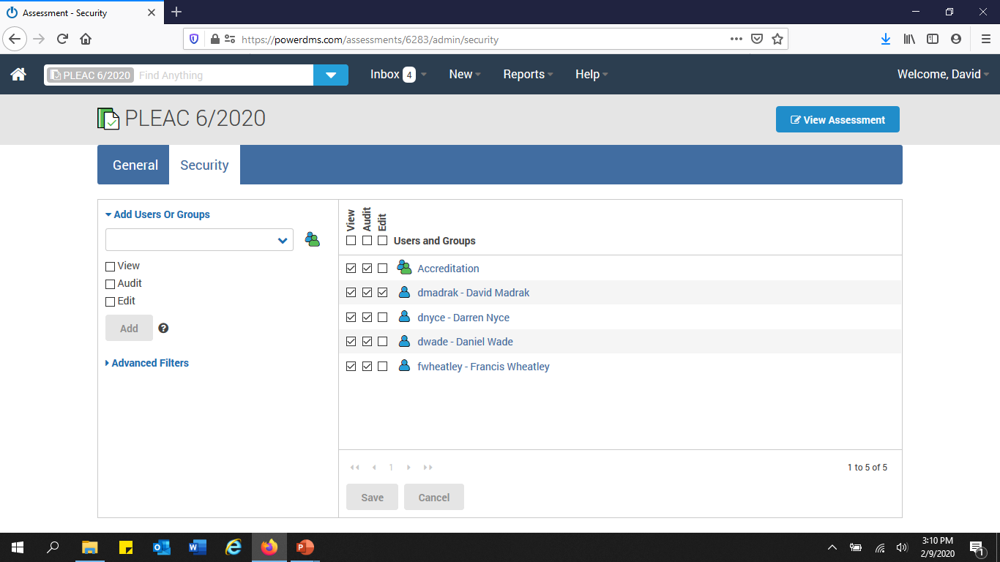 Assessment - Security
https://powerdms.com/assessments/6283/admin/security
PLEAC 6/2020 Find Anything
Inbox 4 New Reports Help Welcome, David
PLEAC 6/2020
View Assessment
General Security
Add Users Or Groups
View
Audit
Edit
Add
Advanced Filters
View Audit Edit
Users and Groups
Accreditation
dmadrak - David Madrak
dnyce - Darren Nyce
dwade - Daniel Wade
fwheatley - Francis Wheatley
1
1 to 5 of 5
Save Cancel
3:10 PM
2/9/2020
1